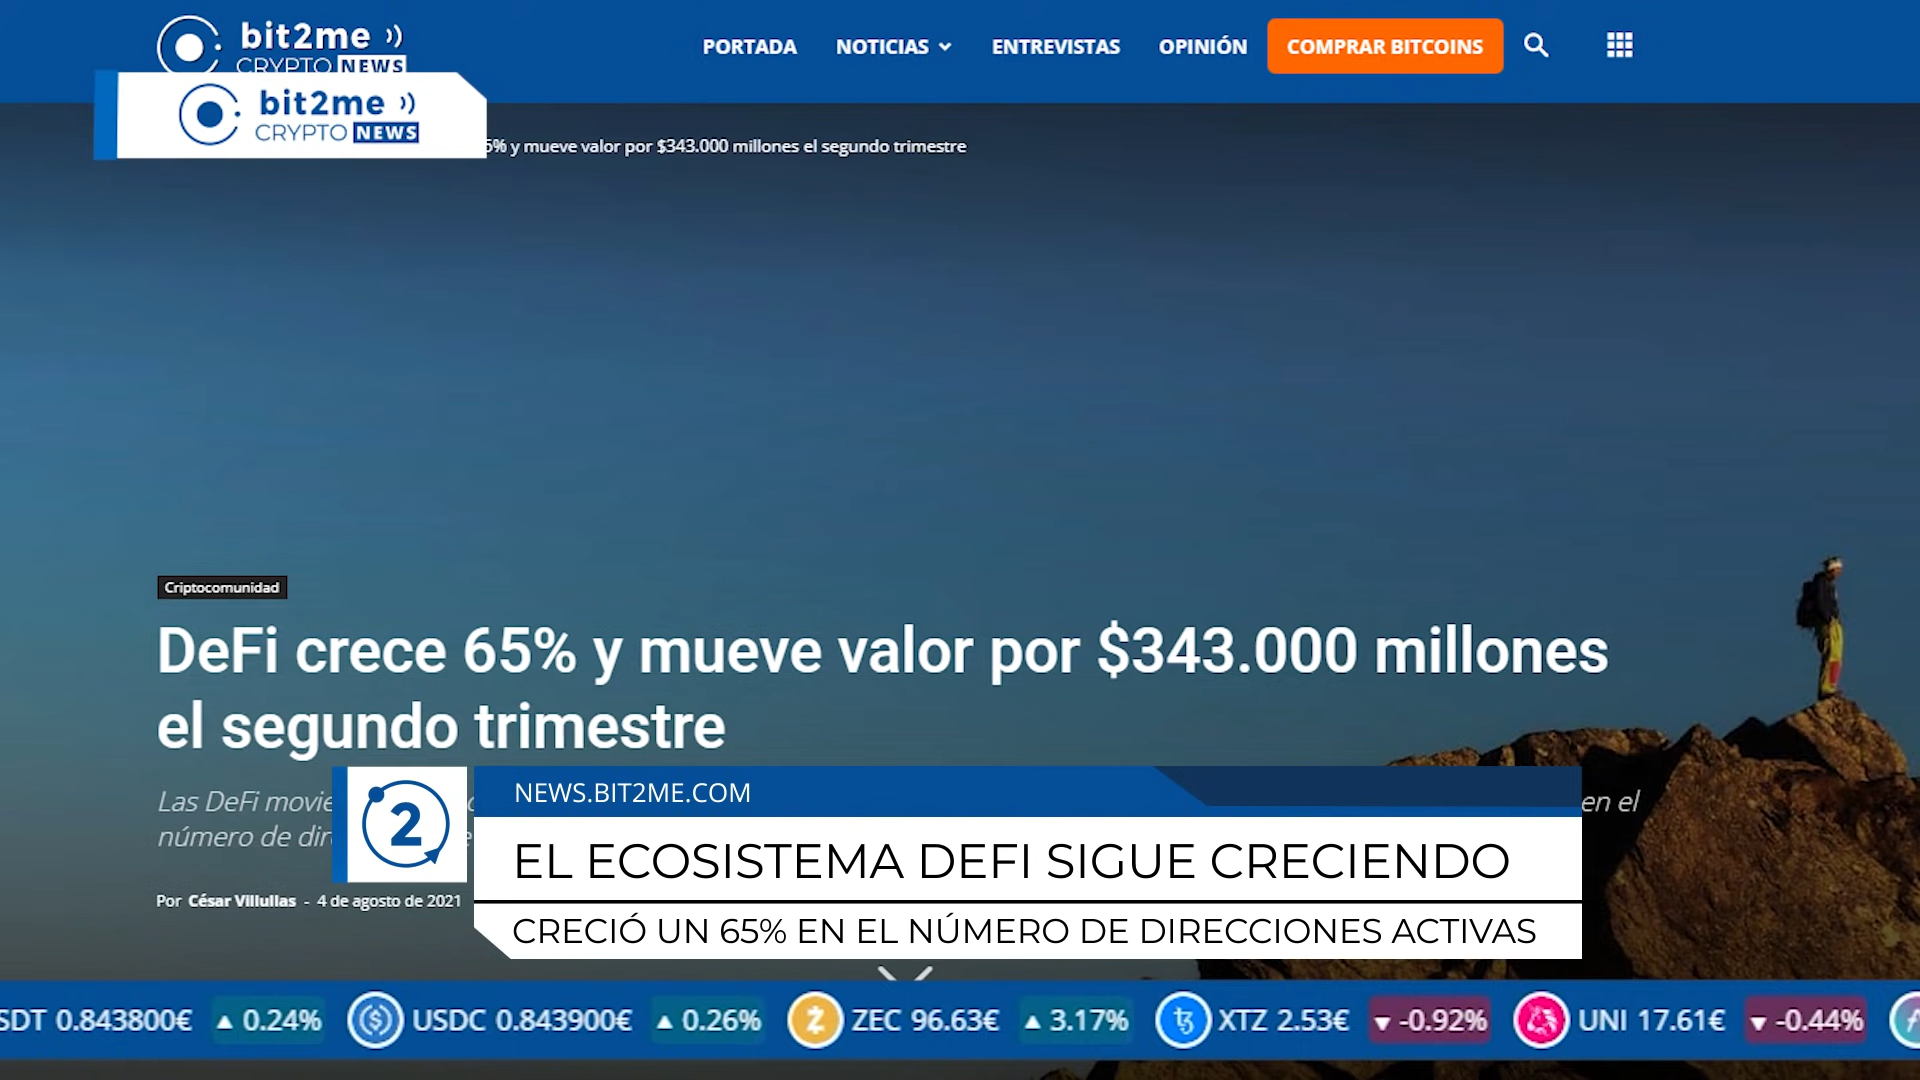 bit2me
CRYPTO NEWS
PORTADA NOTICIAS ENTREVISTAS OPINIÓN COMPRAR BITCOINS
bit2me
CRYPTO NEWS
5% y mueve valor por $343.000 millones el segundo trimestre
Criptocomunidad
DeFi crece 65% y mueve valor por $343.000 millones
el segundo trimestre
Las DeFi en el
número de
Por César Villullas - 4 de agosto de 2021
2
NEWS.BIT2ME.COM
EL ECOSISTEMA DEFI SIGUE CRECIENDO
CRECIÓ UN 65% EN EL NÚMERO DE DIRECCIONES ACTIVAS
SDT 0.843800€ ▲ 0.24% USDC 0.843900€ ▲ 0.26% ZEC 96.63€ ▲ 3.17% XTZ 2.53€ ▼ -0.92% UNI 17.61€ ▼ -0.44%